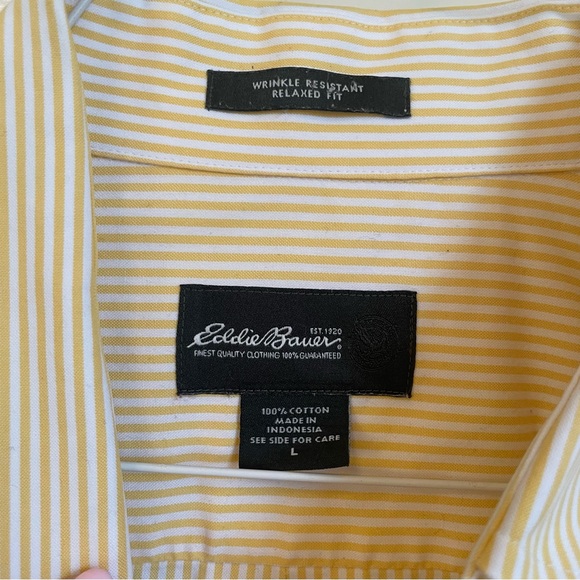 WRINKLE RESISTANT
RELAXED FIT
EST. 1920
Eddie Bauer®
FINEST QUALITY CLOTHING 100% GUARANTEED
100% COTTON
MADE IN
INDONESIA
SEE SIDE FOR CARE
L